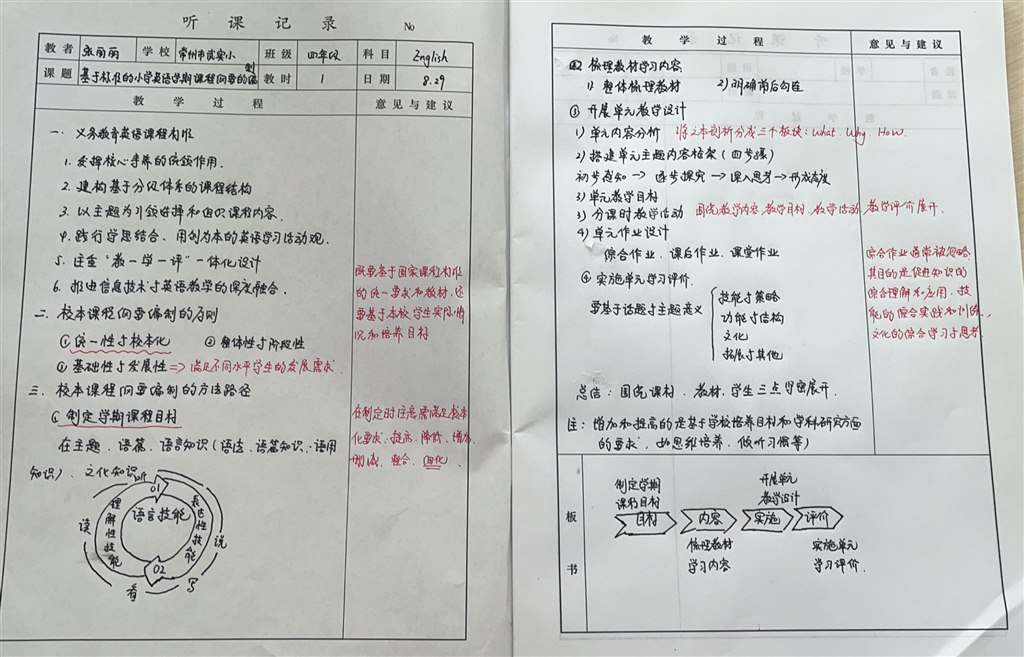 听课记录 No
教者 张丽丽 学校 常州市武实小 班级 四年级 科目 English
课题 基于标准的小学英语学期课程纲要的编制 教时 1 日期 8.29
教学过程 意见与建议
一. 义务教育英语课程标准
1. 发挥核心素养的统领作用.
2. 建构基于分级体系的课程结构
3. 以主题为引领选择和组织课程内容.
4. 践行学思结合、用创为本的英语学习活动观.
5. 注重"教—学—评"一体化设计
6. 推进信息技术与英语教学的深度融合.
二. 校本课程纲要编制的原则
① 统一性与校本化 ② 整体性与阶段性
既要基于国家课程标准
的统一要求和教材, 还
要基于本校学生实际情
况和培养目标
③ 基础性与发展性 => 满足不同水平学生的发展需求.
三. 校本课程纲要编制的方法路径
① 制定学期课程目标
在主题、语篇、语言知识(语法、语篇知识、语用
知识)、文化知识
在制定时注意需满足校本
化要求: 提高、降低、增加、
删减、整合、细化.
听
01
语言技能
理解性技能
表达性技能
读
说
02
看
写
教学过程 意见与建议
② 梳理教材学习内容
1) 整体梳理教材 2) 明确前后勾连
③ 开展单元教学设计
1) 单元内容分析 将文本剖析分成三个板块: What. Why. How.
2) 搭建单元主题内容框架 (四步骤)
初步感知 → 逐步探究 → 深入思考 → 形成态度
3) 单元教学目标
3) 分课时教学活动 围绕教学内容、教学目标、教学活动、教学评价展开.
4) 单元作业设计
综合作业、课后作业、课堂作业
综合作业通常被忽略
其目的是促进知识的
综合理解和应用、技
能的综合实践和训练,
文化的综合学习与思考
④ 实施单元学习评价.
要基于话题与主题意义
技能与策略
功能与结构
文化
拓展与其他
总结: 围绕课标、教材、学生三点紧密展开.
注: 增加和提高的是基于学校培养目标和学科研究方面
的要求. (如思维培养、倾听习惯等)
板书
制定学期
课程目标
开展单元
教学设计
目标 内容 实施 评价
梳理教材
学习内容
实施单元
学习评价.